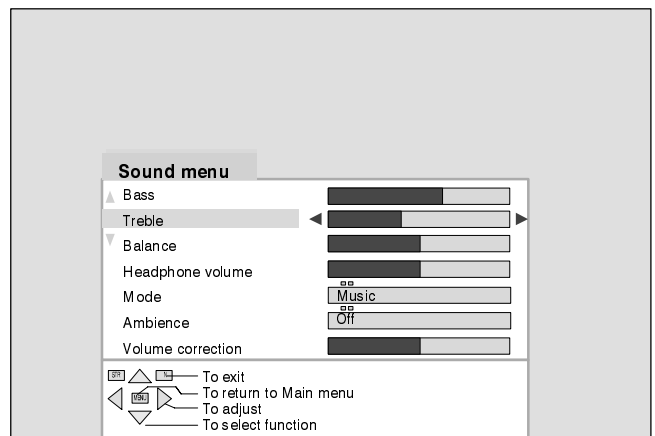 Sound menu
Bass
Treble
Balance
Headphone volume
Mode Music
Ambience Off
Volume correction
To exit
MENU To return to Main menu
To adjust
To select function